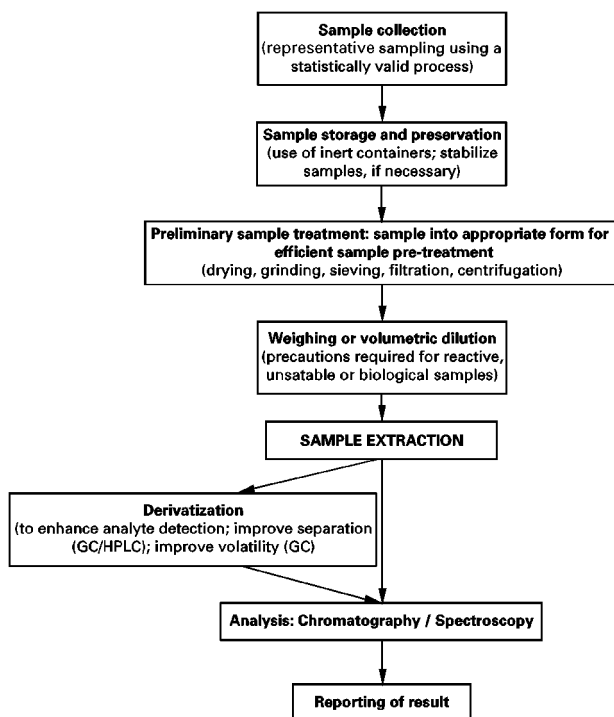 Sample collection
(representative sampling using a
statistically valid process)
Sample storage and preservation
(use of inert containers; stabilize
samples, if necessary)
Preliminary sample treatment: sample into appropriate form for
efficient sample pre-treatment
(drying, grinding, sieving, filtration, centrifugation)
Weighing or volumetric dilution
(precautions required for reactive,
unsatable or biological samples)
SAMPLE EXTRACTION
Derivatization
(to enhance analyte detection; improve separation
(GC/HPLC); improve volatility (GC)
Analysis: Chromatography / Spectroscopy
Reporting of result